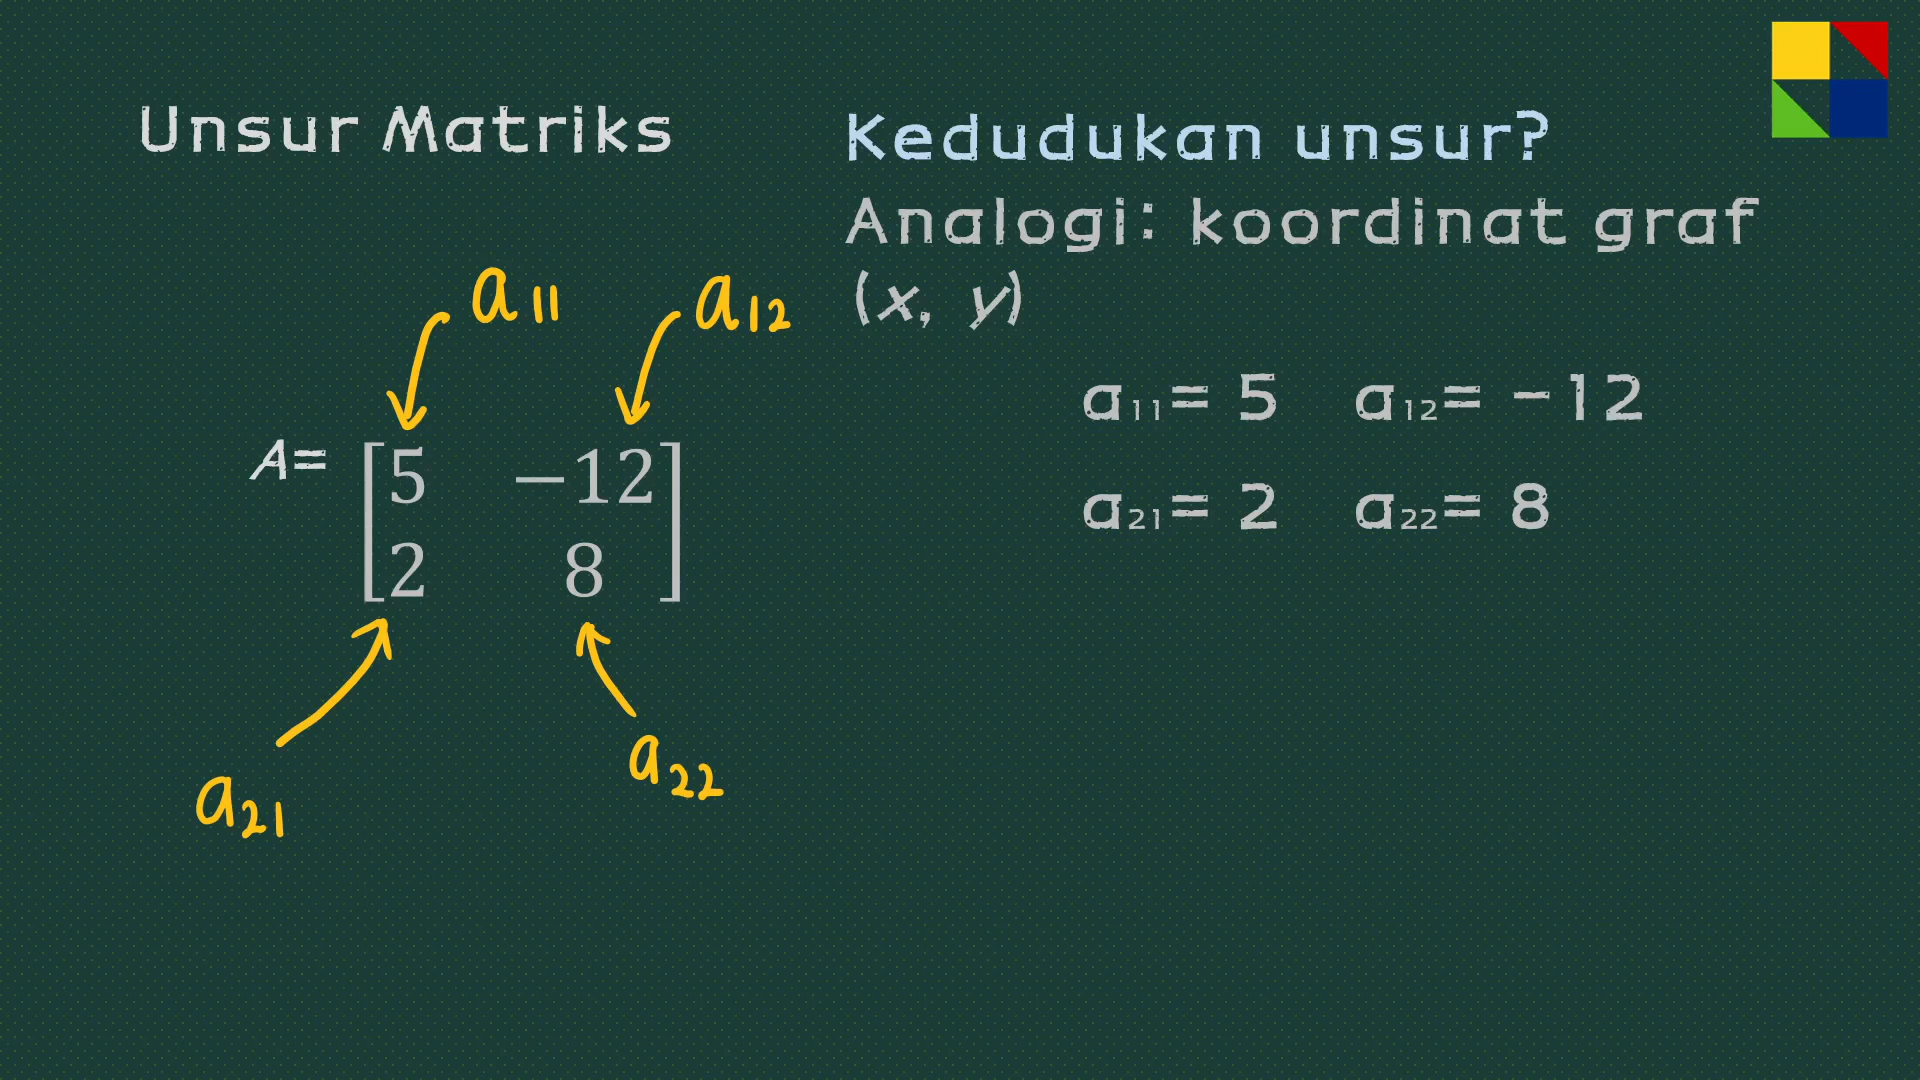 Unsur Matriks
Kedudukan unsur?
Analogi: koordinat graf
(x, y)
a₁₁ a₁₂
A= [5 −12]
[2 8]
a₂₁ a₂₂
a₁₁= 5 a₁₂= -12
a₂₁= 2 a₂₂= 8